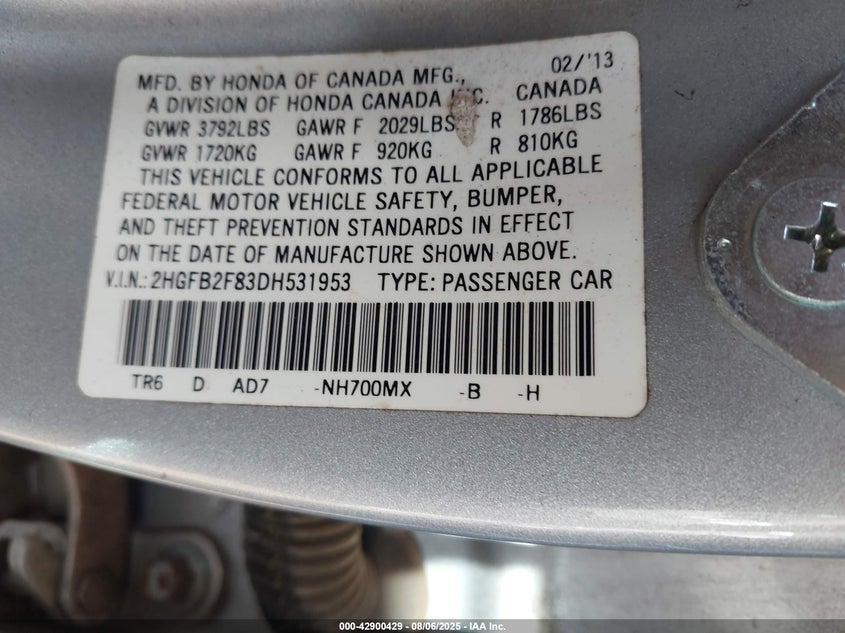 MFD. BY HONDA OF CANADA MFG., 02/'13
A DIVISION OF HONDA CANADA INC. CANADA
GVWR 3792LBS GAWR F 2029LBS R 1786LBS
GVWR 1720KG GAWR F 920KG R 810KG
THIS VEHICLE CONFORMS TO ALL APPLICABLE
FEDERAL MOTOR VEHICLE SAFETY, BUMPER,
AND THEFT PREVENTION STANDARDS IN EFFECT
ON THE DATE OF MANUFACTURE SHOWN ABOVE.
V.I.N.: 2HGFB2F83DH531953 TYPE: PASSENGER CAR
TR6 D AD7 -NH700MX -B -H
000-42900429 - 08/06/2025 - IAA Inc.